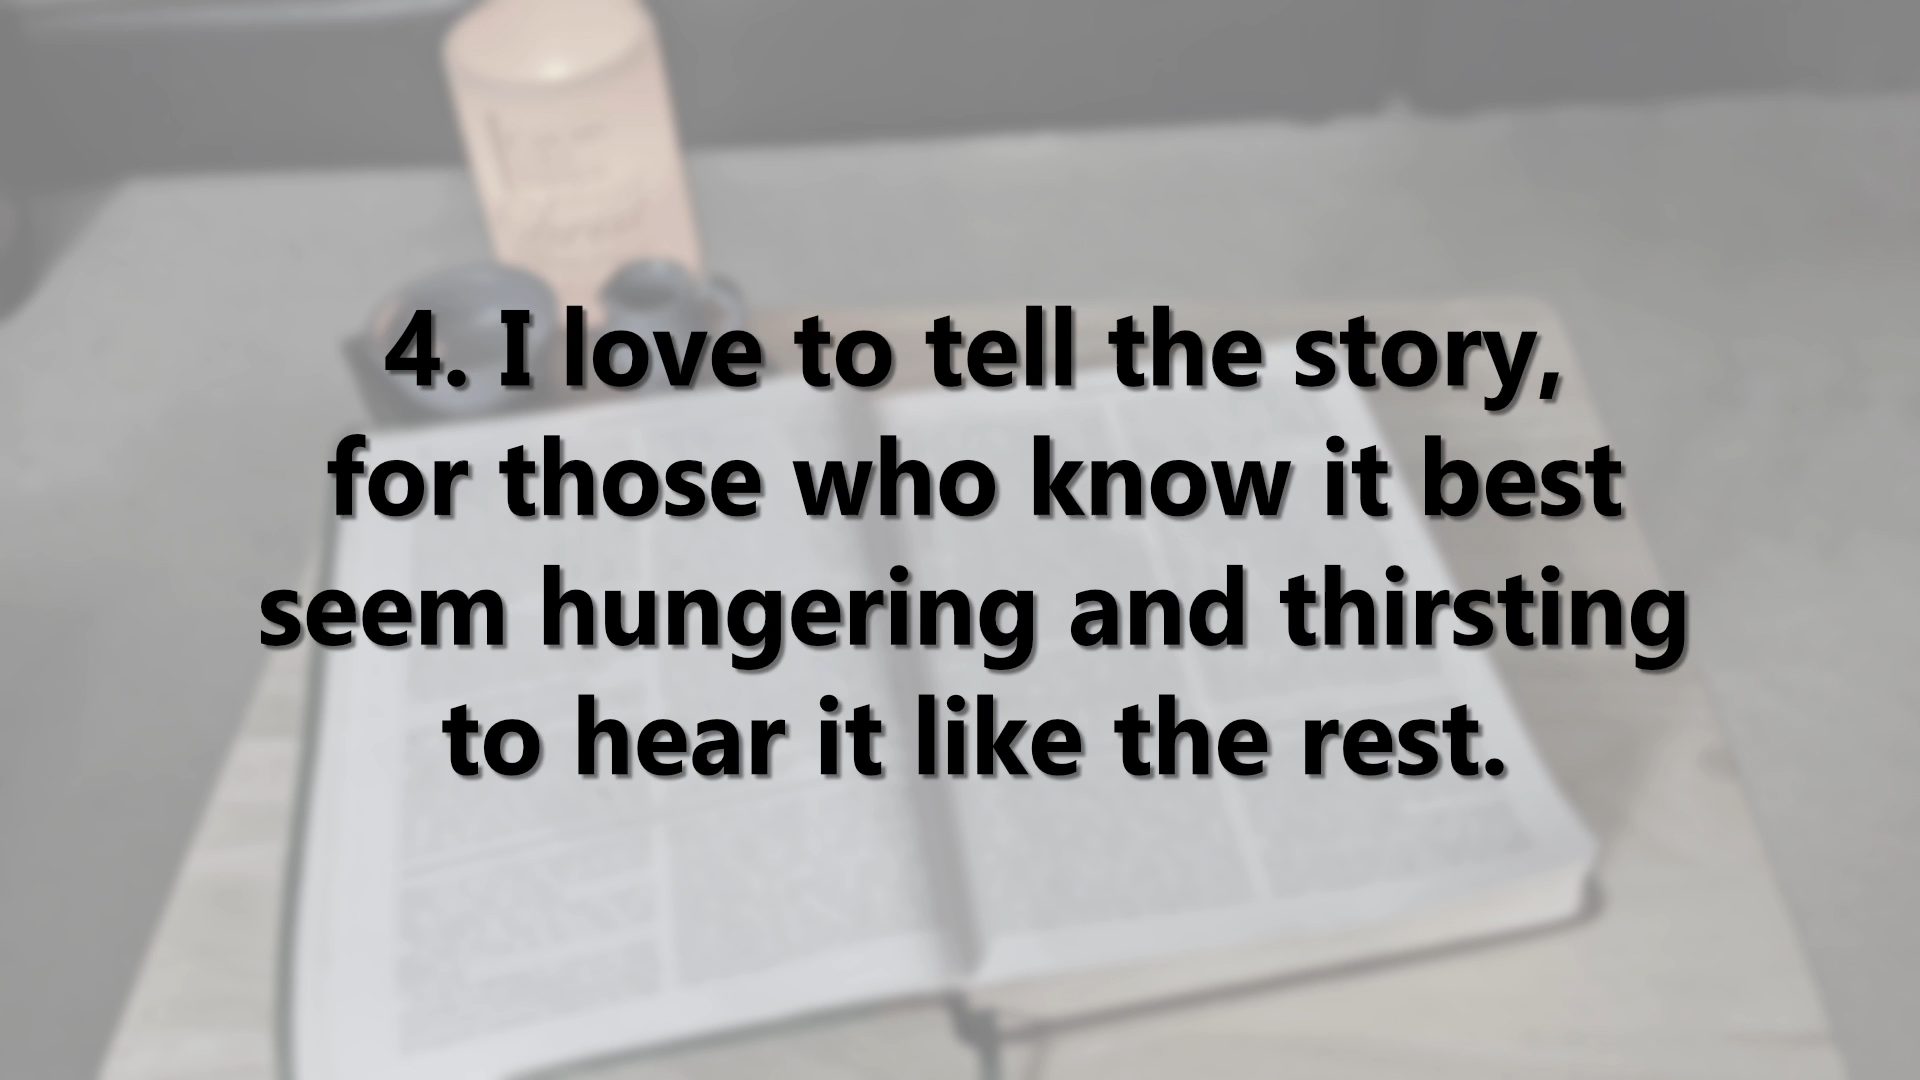 4. I love to tell the story,
for those who know it best
seem hungering and thirsting
to hear it like the rest.